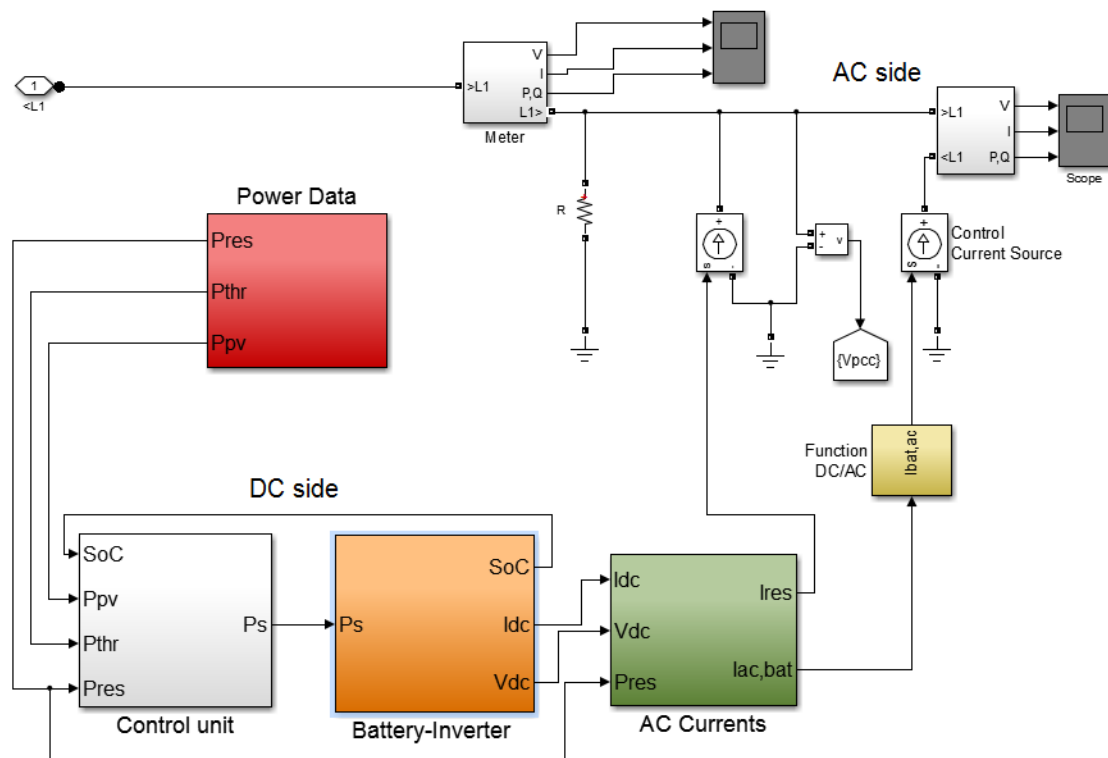 1
<L1
>L1
V
I
P,Q
L1>
Meter
AC side
>L1
<L1
V
I
P,Q
Scope
R
+
s
-
+
-
v
{Vpcc}
+
s
-
Control
Current Source
Power Data
Pres
Pthr
Ppv
Function
DC/AC
Ibat,ac
DC side
SoC
Ppv
Pthr
Pres
Ps
Control unit
Ps
SoC
Idc
Vdc
Battery-Inverter
Idc
Vdc
Pres
Ires
Iac,bat
AC Currents